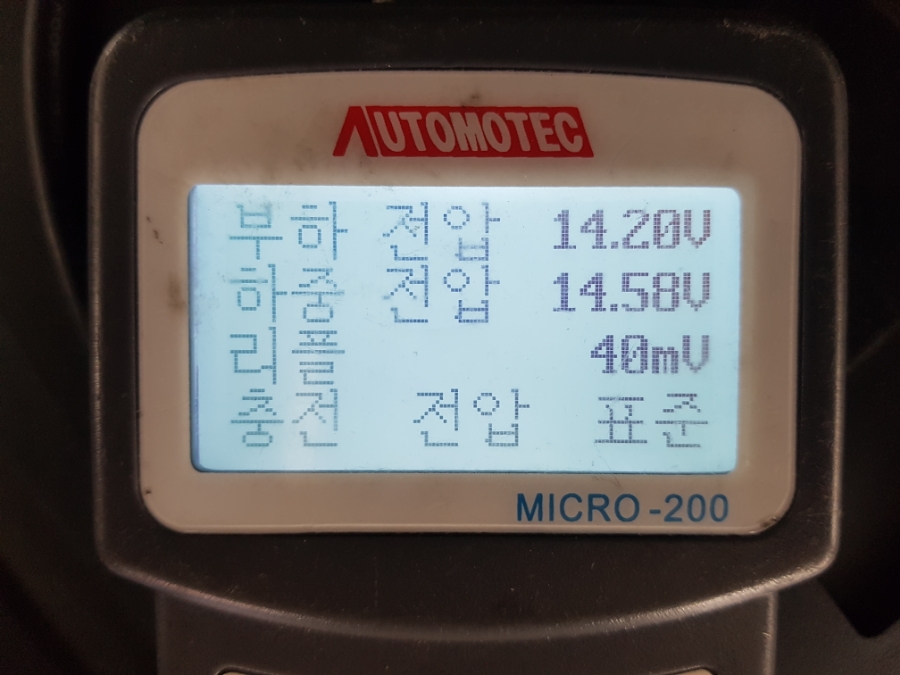 AUTOMOTEC
부하 전압 14.20V
하중 전압 14.58V
리플 40mV
충전 전압 표준
MICRO-200